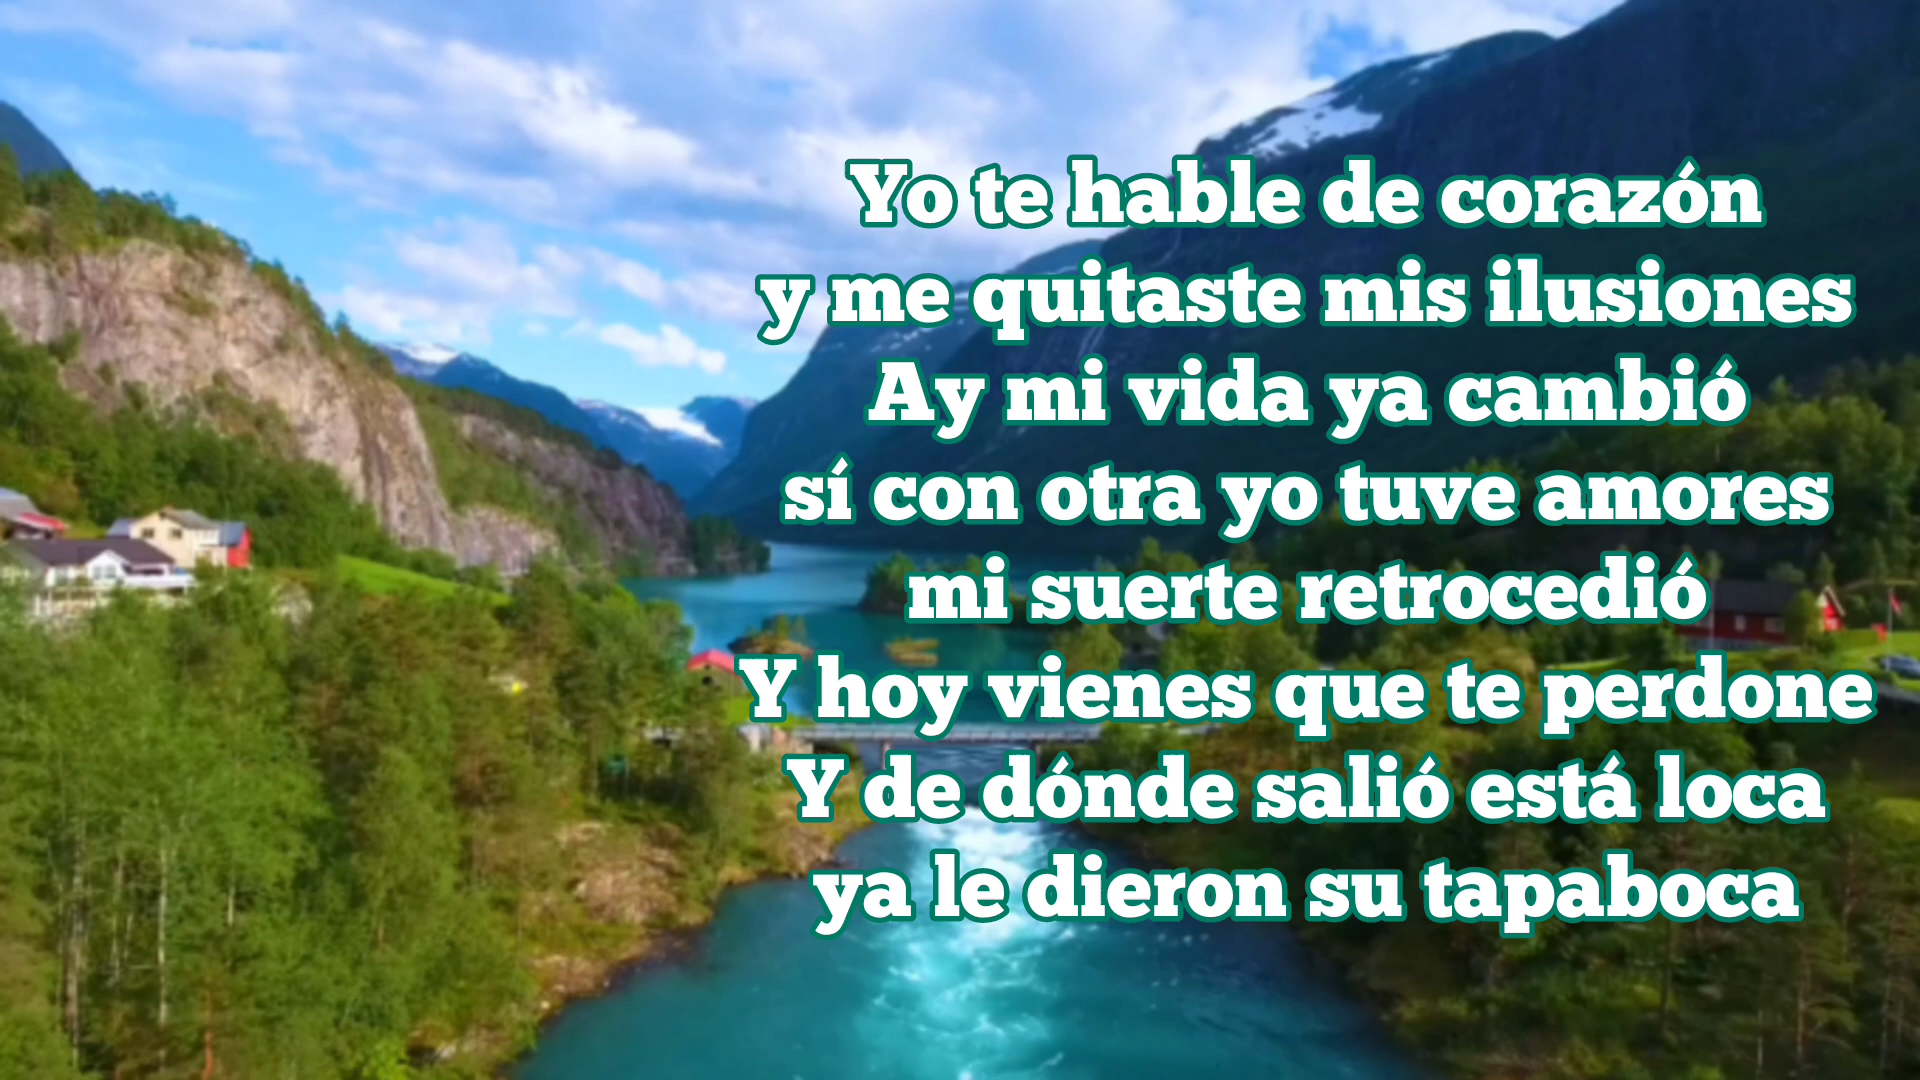 Yo te hable de corazón
y me quitaste mis ilusiones
Ay mi vida ya cambió
sí con otra yo tuve amores
mi suerte retrocedió
Y hoy vienes que te perdone
Y de dónde salió está loca
ya le dieron su tapaboca